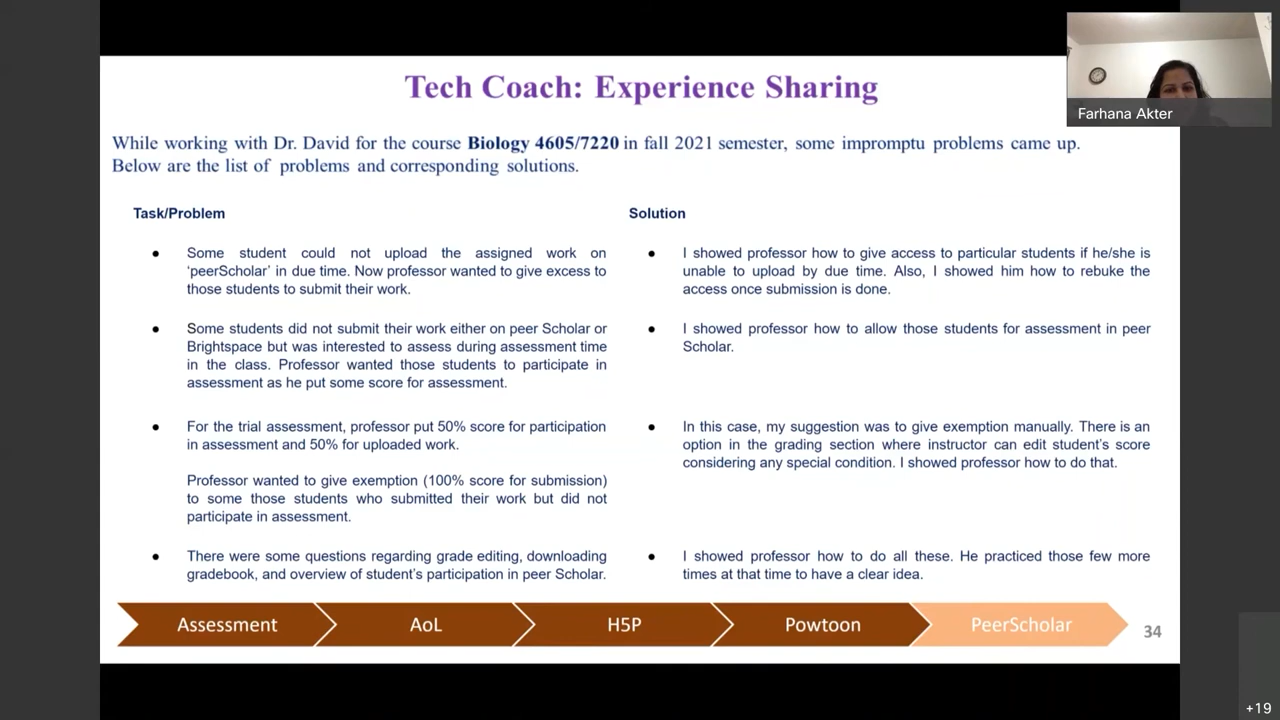 Tech Coach: Experience Sharing
Farhana Akter
While working with Dr. David for the course Biology 4605/7220 in fall 2021 semester, some impromptu problems came up.
Below are the list of problems and corresponding solutions.
Task/Problem
Some student could not upload the assigned work on
'peerScholar' in due time. Now professor wanted to give excess to
those students to submit their work.
Some students did not submit their work either on peer Scholar or
Brightspace but was interested to assess during assessment time
in the class. Professor wanted those students to participate in
assessment as he put some score for assessment.
For the trial assessment, professor put 50% score for participation
in assessment and 50% for uploaded work.
Professor wanted to give exemption (100% score for submission)
to some those students who submitted their work but did not
participate in assessment.
There were some questions regarding grade editing, downloading
gradebook, and overview of student's participation in peer Scholar.
Solution
I showed professor how to give access to particular students if he/she is
unable to upload by due time. Also, I showed him how to rebuke the
access once submission is done.
I showed professor how to allow those students for assessment in peer
Scholar.
In this case, my suggestion was to give exemption manually. There is an
option in the grading section where instructor can edit student's score
considering any special condition. I showed professor how to do that.
I showed professor how to do all these. He practiced those few more
times at that time to have a clear idea.
Assessment
AoL
H5P
Powtoon
PeerScholar
34
+19